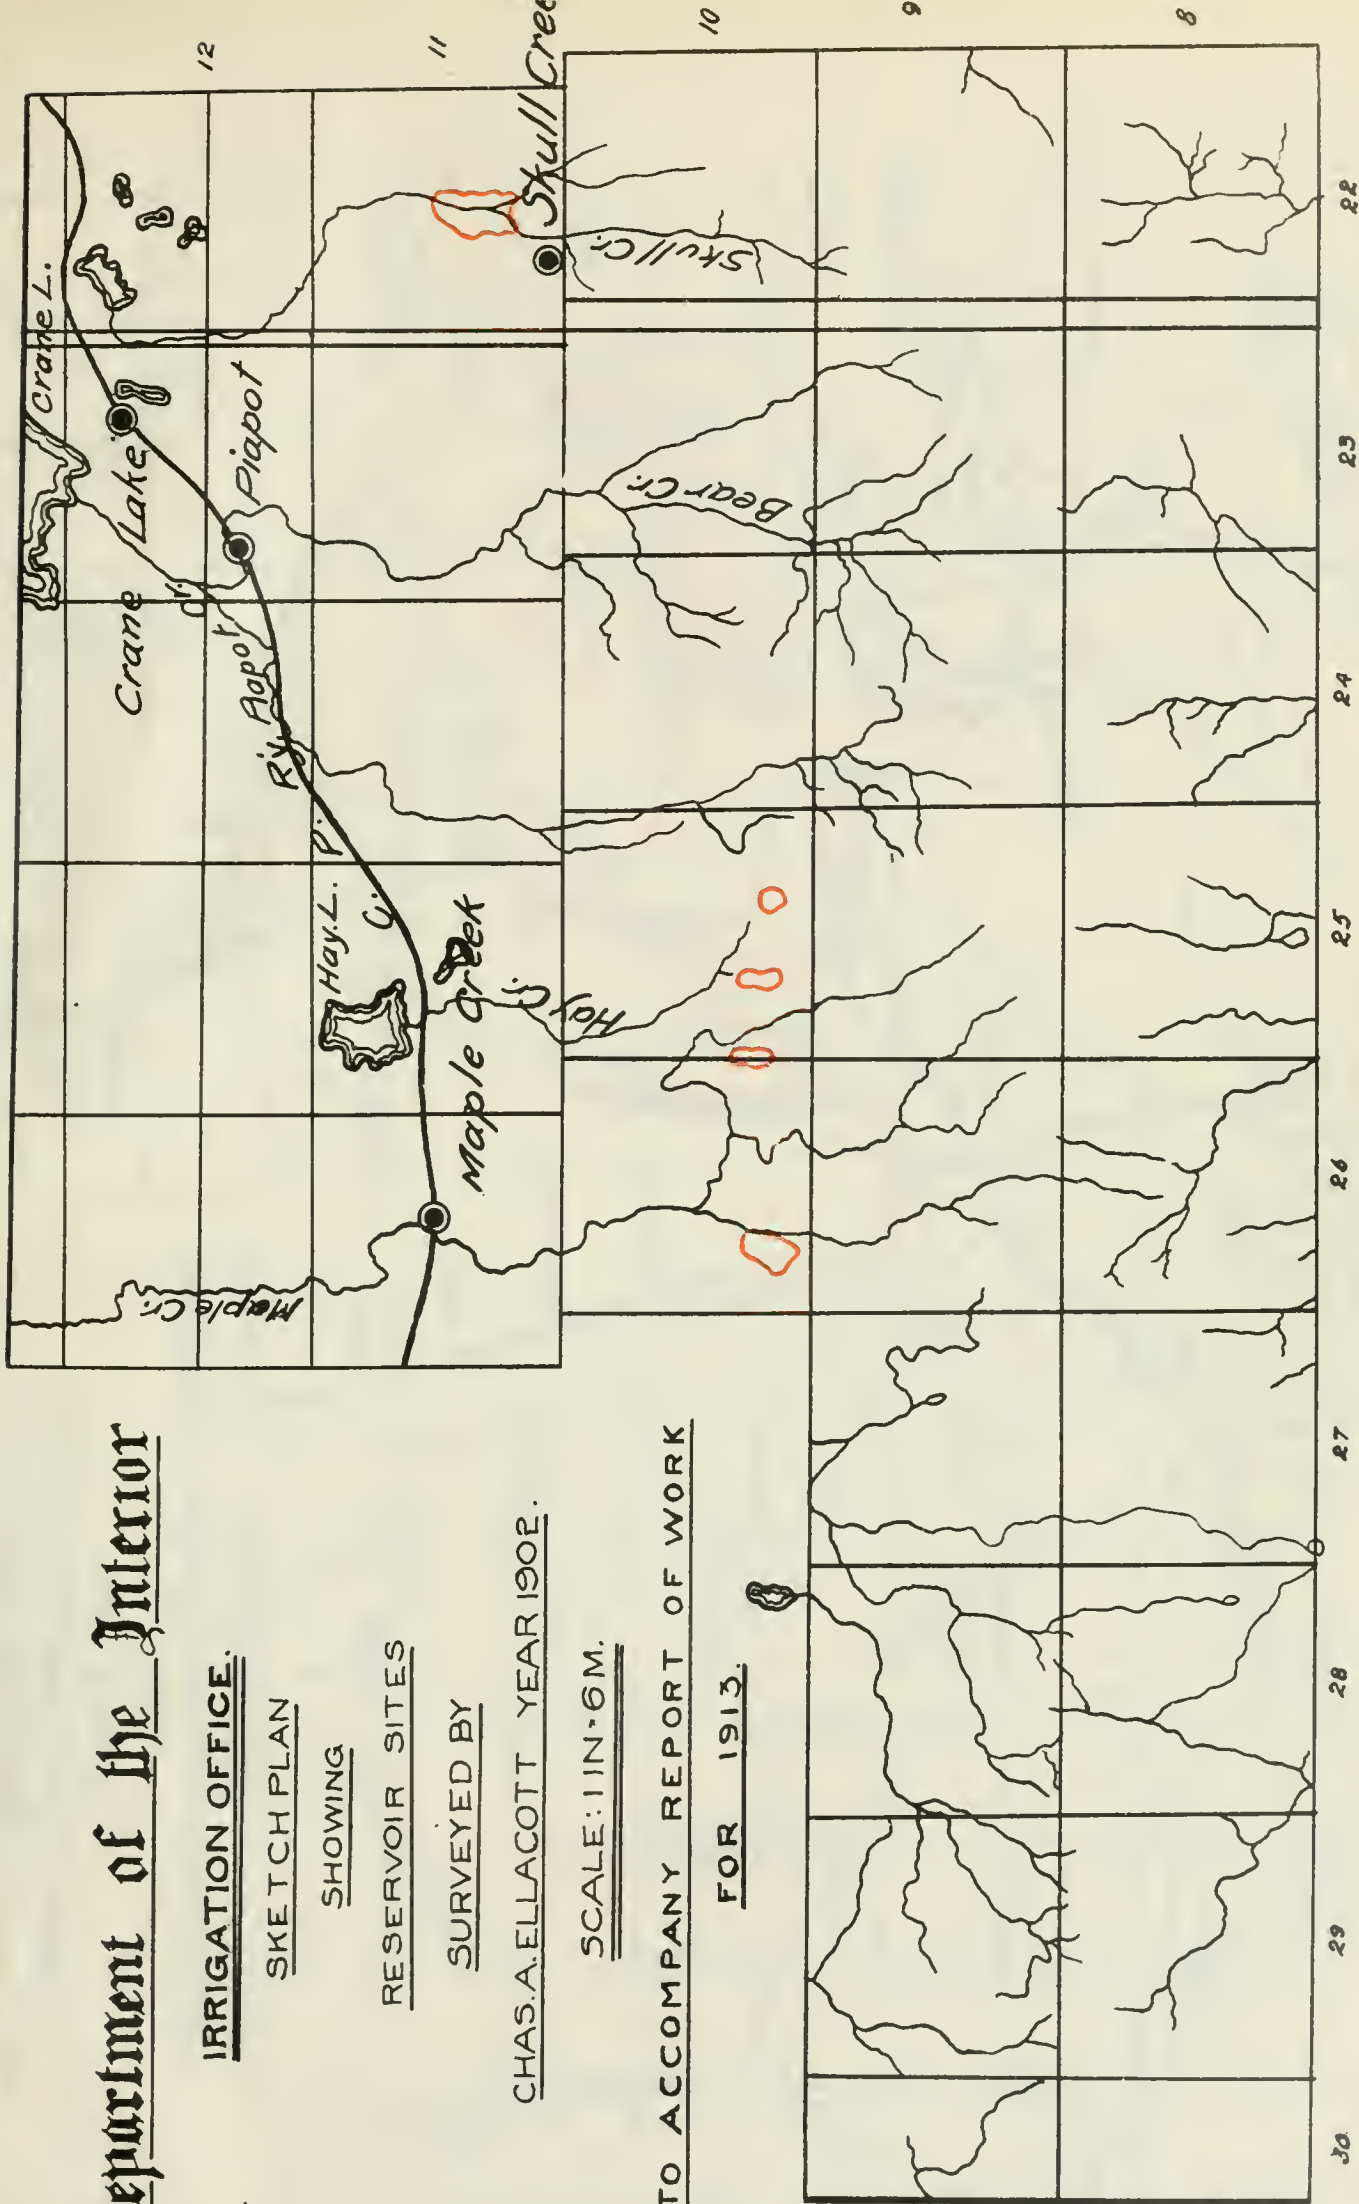 epartment of the Interior
IRRIGATION OFFICE.
SKETCH PLAN
SHOWING
RESERVOIR SITES
SURVEYED BY
CHAS. A. ELLACOTT YEAR 1902.
SCALE: 1 IN - 6 M.
TO ACCOMPANY REPORT OF WORK
FOR 1913.
Maple Cr.
Maple Creek
Hay. L.
Hay C.
C. P. R'y.
Piapot Cr.
Crane Lake
Crane L.
Piapot
Bear Cr.
Skull Cr.
Skull Cree
12
11
10
9
8
30
29
28
27
26
25
24
23
22